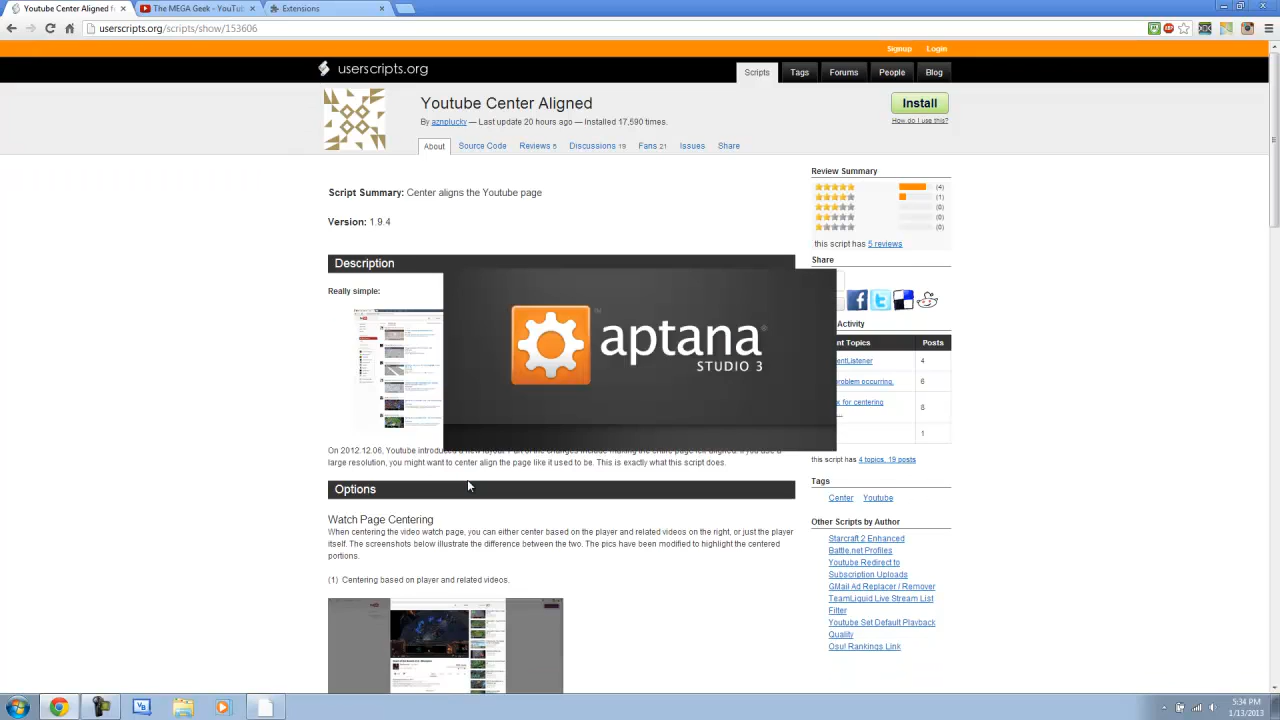 Youtube Center Aligned f
The MEGA Geek - YouTu
Extensions
userscripts.org/scripts/show/153606
Signup Login
userscripts.org
Scripts Tags Forums People Blog
Youtube Center Aligned
Install
By aznplucky — Last update 20 hours ago — Installed 17,590 times.
How do I use this?
About Source Code Reviews 5 Discussions 19 Fans 21 Issues Share
Script Summary: Center aligns the Youtube page
Version: 1.9.4
Description
Really simple:
aptana
STUDIO 3
On 2012.12.06, Youtube introduced
large resolution, you might want to center align the page like it used to be. This is exactly what this script does.
Options
Watch Page Centering
When centering the video watch page, you can either center based on the player and related videos on the right, or just the player
itself. The screenshots below illustrate the difference between the two. The pics have been modified to highlight the centered
portions.
(1) Centering based on player and related videos.
Review Summary
(4)
(1)
(0)
(0)
(0)
this script has 5 reviews
Share
Activity
Topics Posts
4
problem occurring. 6
for centering
8
1
this script has 4 topics, 19 posts
Tags
Center Youtube
Other Scripts by Author
Starcraft 2 Enhanced
Battle.net Profiles
Youtube Redirect to
Subscription Uploads
GMail Ad Replacer / Remover
TeamLiquid Live Stream List
Filter
Youtube Set Default Playback
Quality
Osu! Rankings Link
5:34 PM
1/13/2013